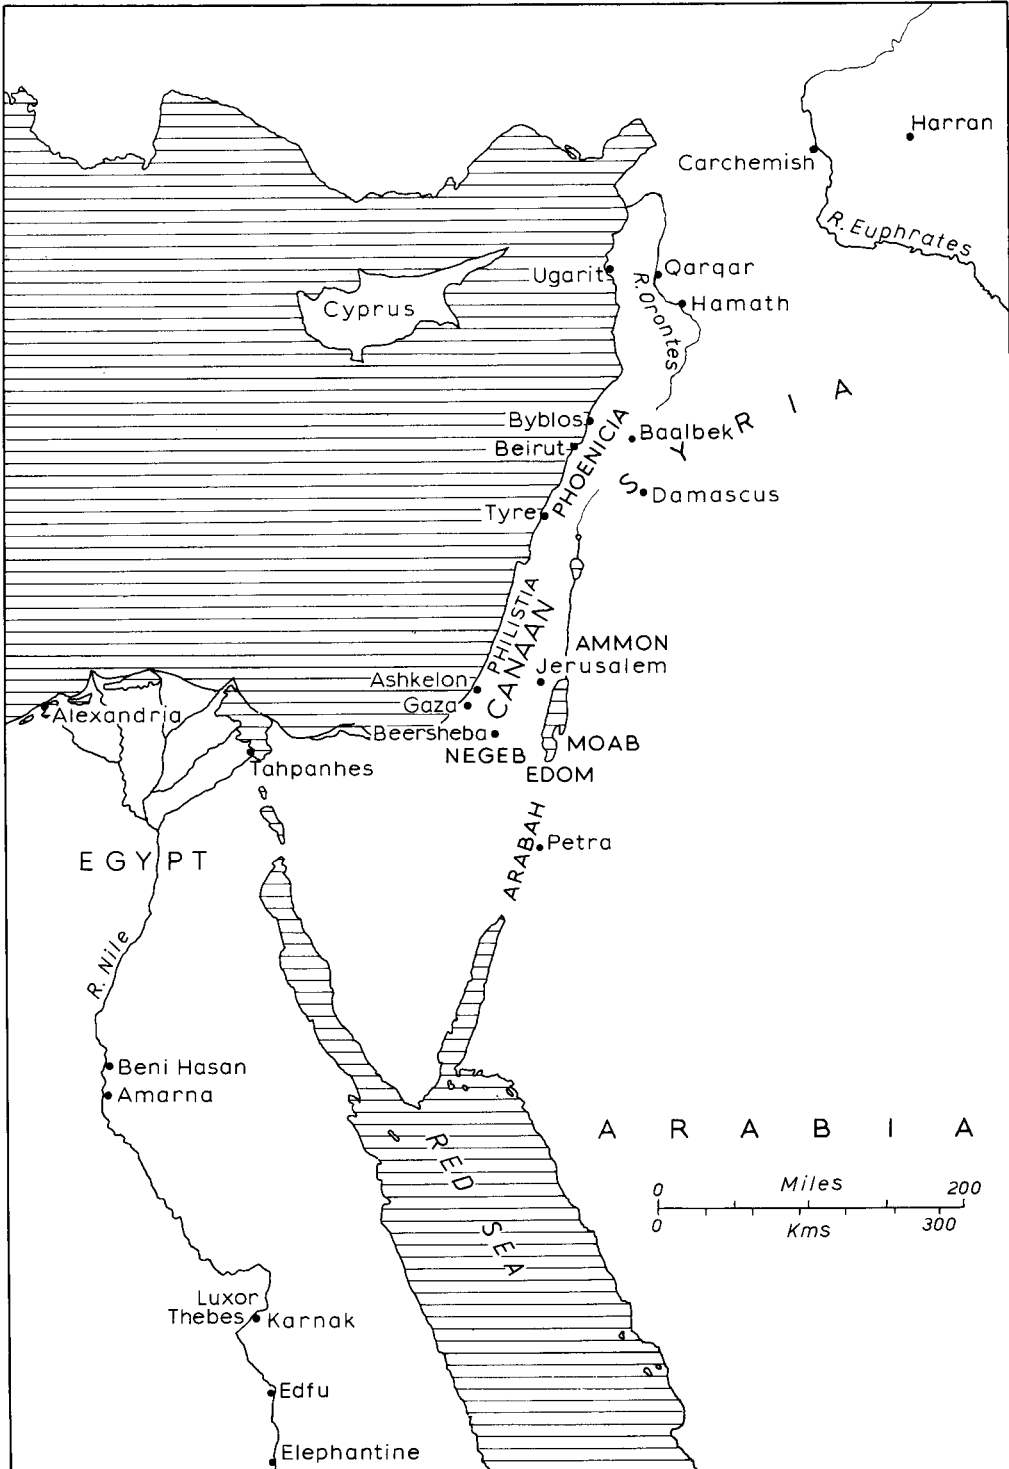 Harran
Carchemish
R. Euphrates
Ugarit
Qarqar
R. Orontes
Hamath
Cyprus
SYRIA
Byblos
Baalbek
Beirut
PHOENICIA
Damascus
Tyre
PHILISTIA
CANAAN
AMMON
Jerusalem
Ashkelon
Gaza
Alexandria
Beersheba
MOAB
NEGEB
Tahpanhes
EDOM
ARABAH
Petra
EGYPT
R. Nile
Beni Hasan
Amarna
ARABIA
RED SEA
Miles
0 200
0 300
Kms
Luxor
Thebes
Karnak
Edfu
Elephantine